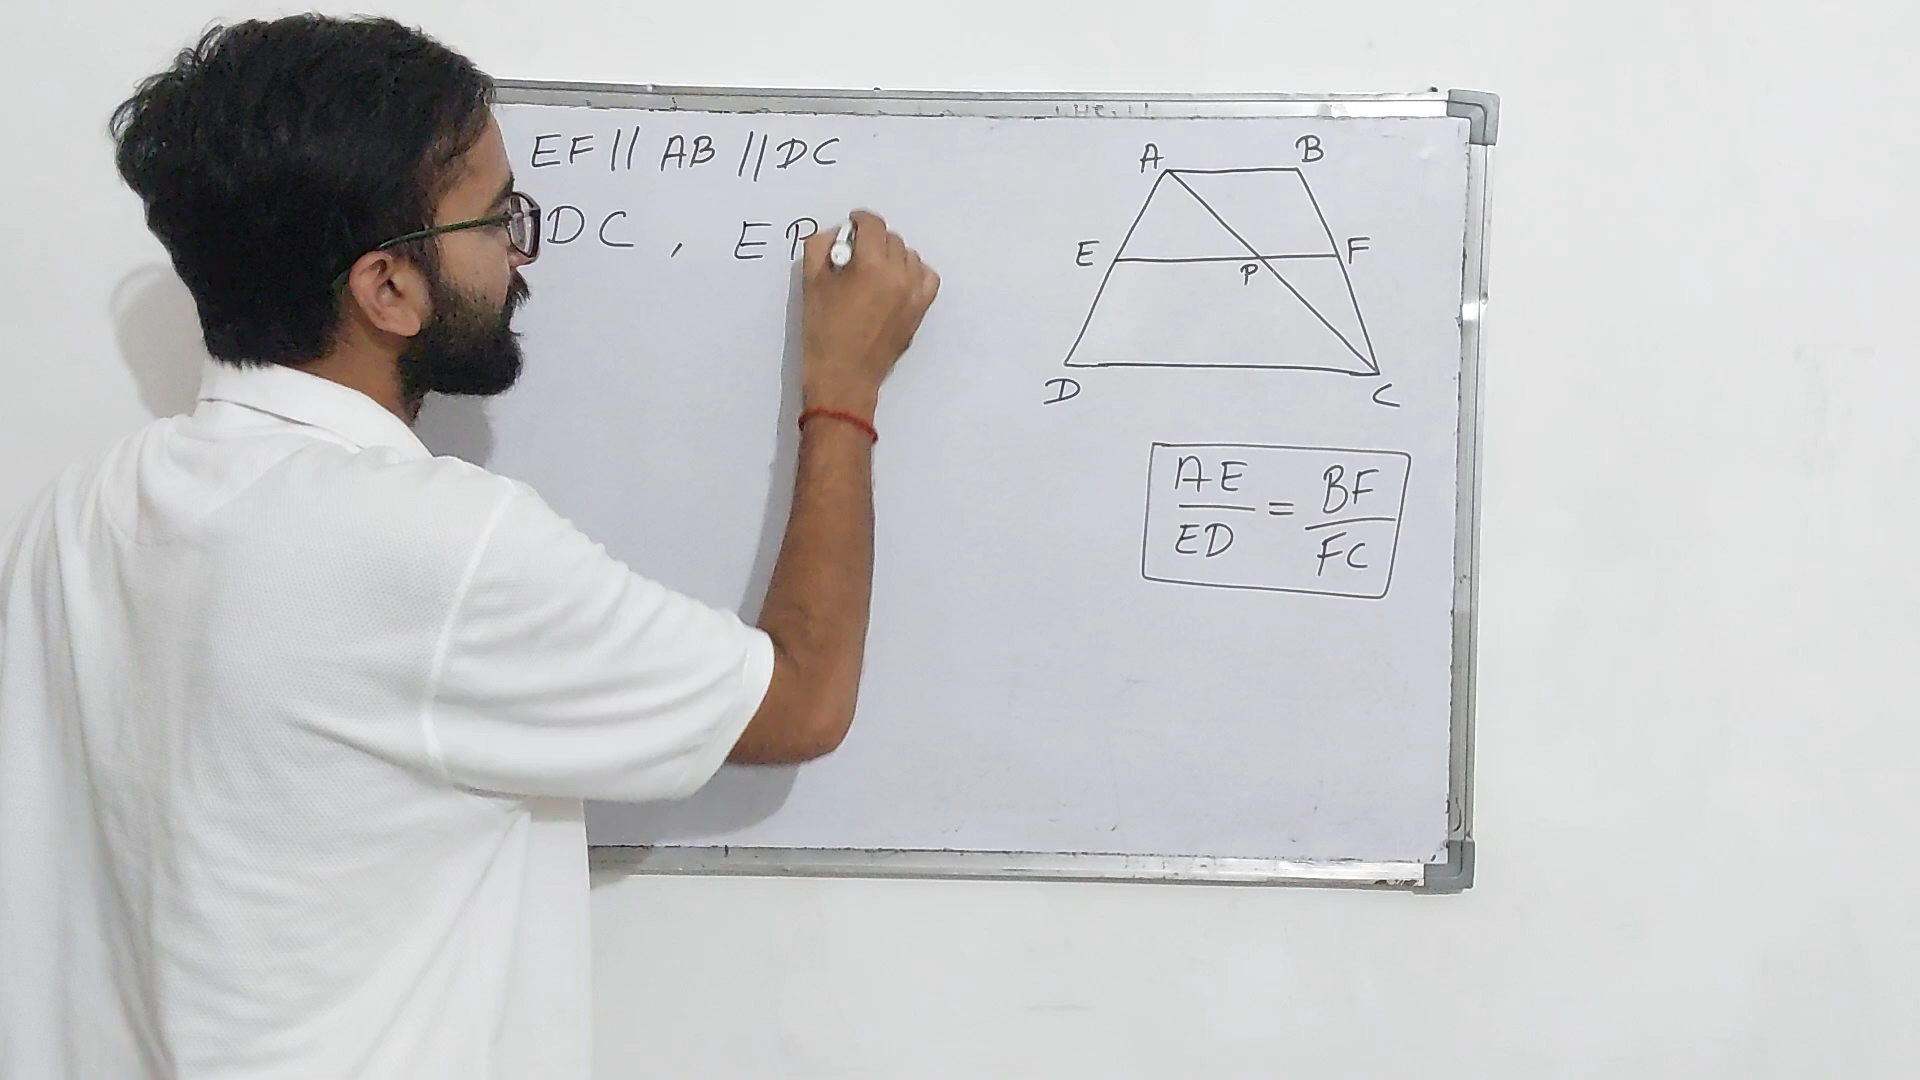 EF || AB || DC
DC , EP
A B
E P F
D C
AE/ED = BF/FC